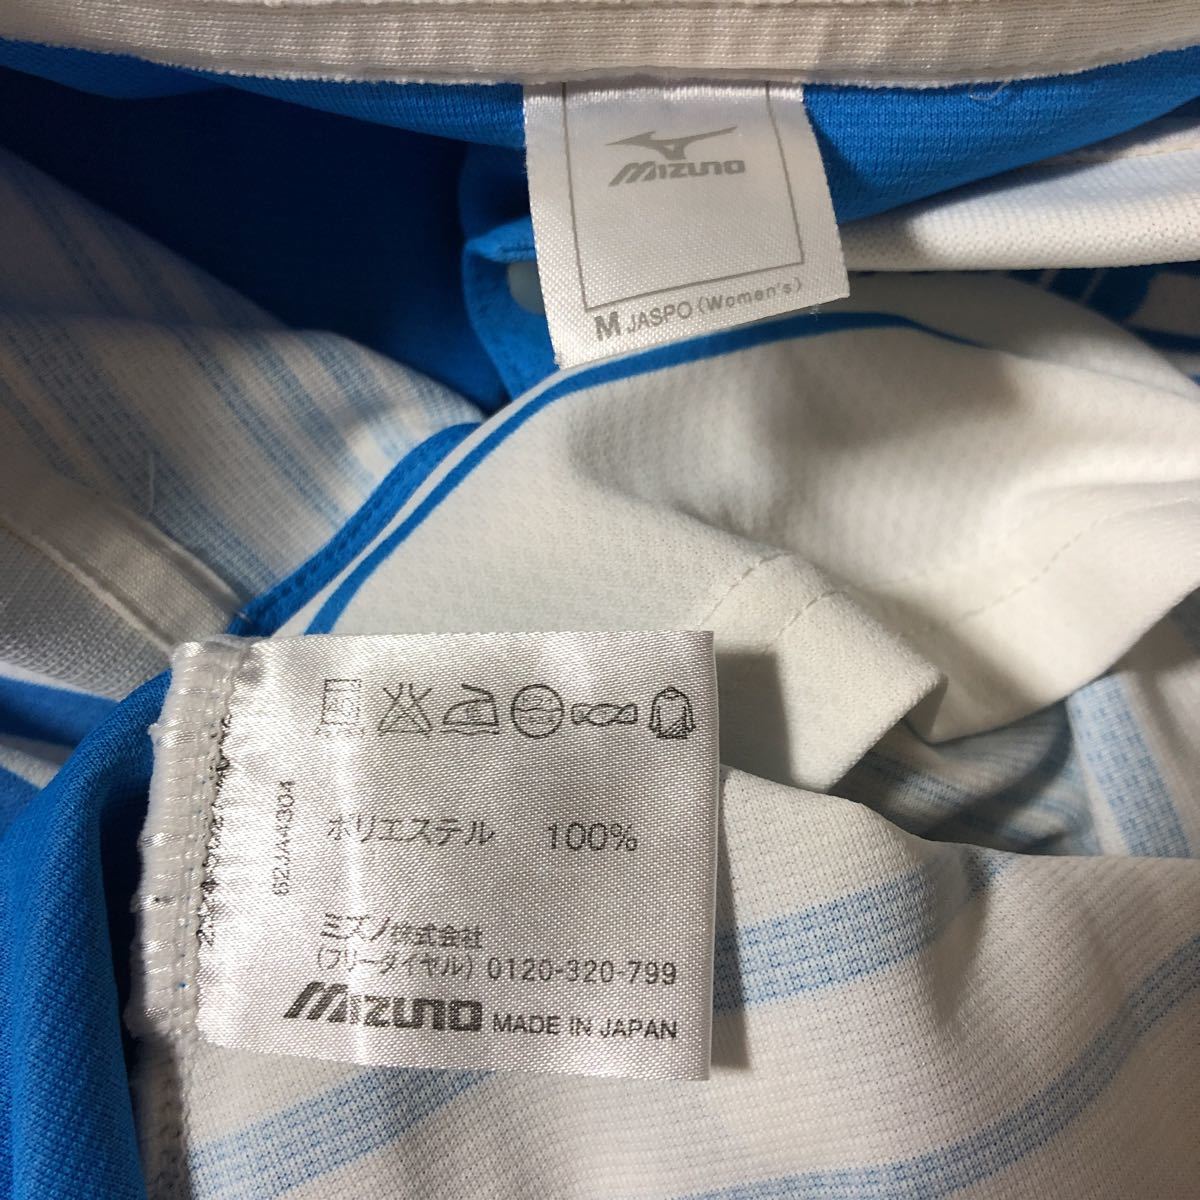 MIZUNO
M JASPO (Women's)
62JA4304
ポリエステル 100%
ミズノ株式会社
(フリーダイヤル) 0120-320-799
MIZUNO MADE IN JAPAN